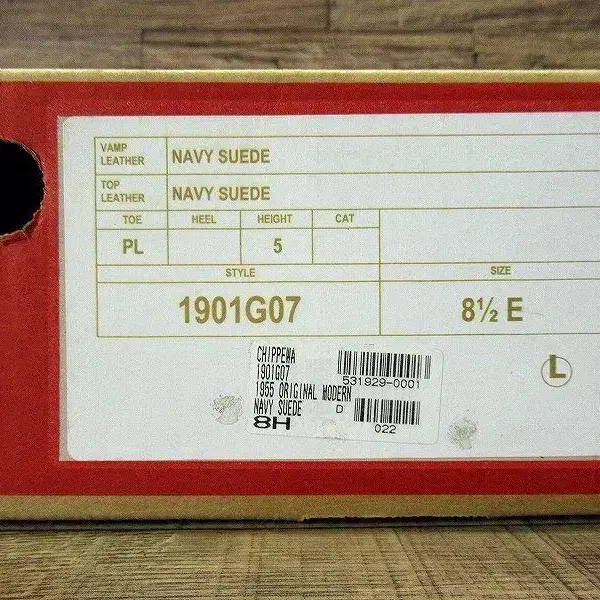 VAMP LEATHER NAVY SUEDE
TOP LEATHER NAVY SUEDE
TOE HEEL HEIGHT CAT
PL 5
STYLE SIZE
1901G07 8½ E
L
CHIPPEWA
1901G07
1955 ORIGINAL MODERN
NAVY SUEDE D
8H
531929-0001
022